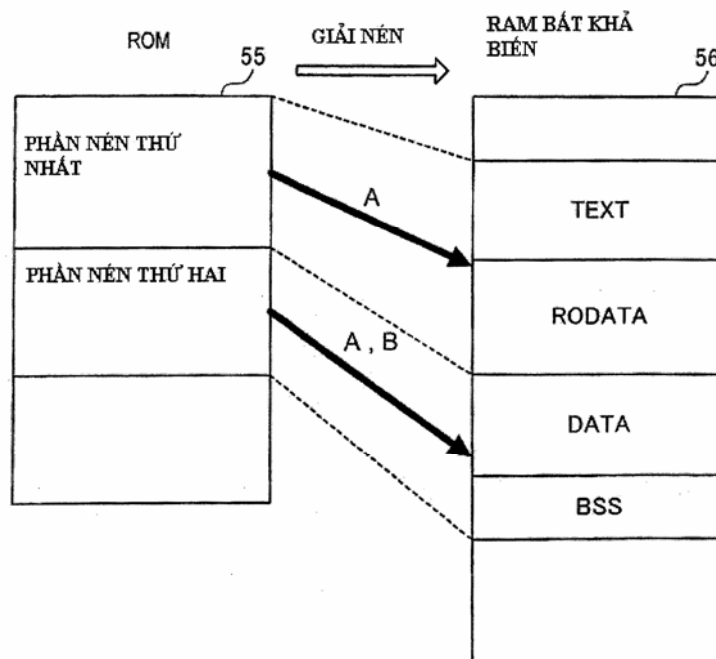 ROM
55
GIẢI NÉN
RAM BẤT KHẢ
BIẾN
56
PHẦN NÉN THỨ
NHẤT
A
TEXT
PHẦN NÉN THỨ HAI
RODATA
A , B
DATA
BSS